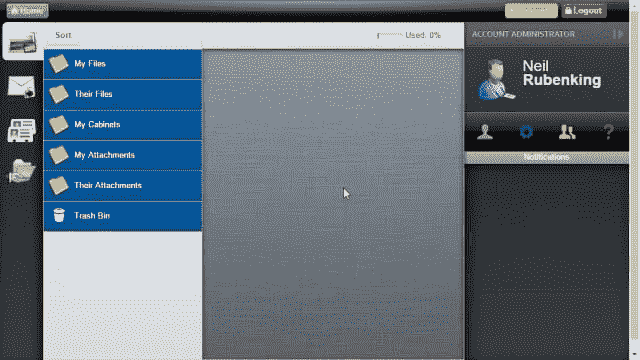 Home
Logout
Sort
Used: 0%
ACCOUNT ADMINISTRATOR
Neil
Rubenking
My Files
Their Files
My Cabinets
My Attachments
Their Attachments
Trash Bin
?
Notifications